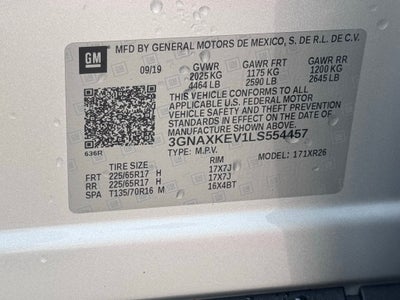 GM
MFD BY GENERAL MOTORS DE MEXICO, S. DE R.L. DE C.V.
09/19 GVWR GAWR FRT GAWR RR
2025 KG 1175 KG 1200 KG
4464 LB 2590 LB 2645 LB
THIS VEHICLE CONFORMS TO ALL
APPLICABLE U.S. FEDERAL MOTOR
VEHICLE SAFETY AND THEFT PREVENTION
STANDARDS IN EFFECT ON THE DATE OF
MANUFACTURE SHOWN ABOVE.
3GNAXKEV1LS554457
636R TYPE: M.P.V. MODEL: 171XR26
TIRE SIZE RIM
FRT 225/65R17 H 17X7J
RR 225/65R17 H 17X7J
SPA T135/70R16 M 16X4BT